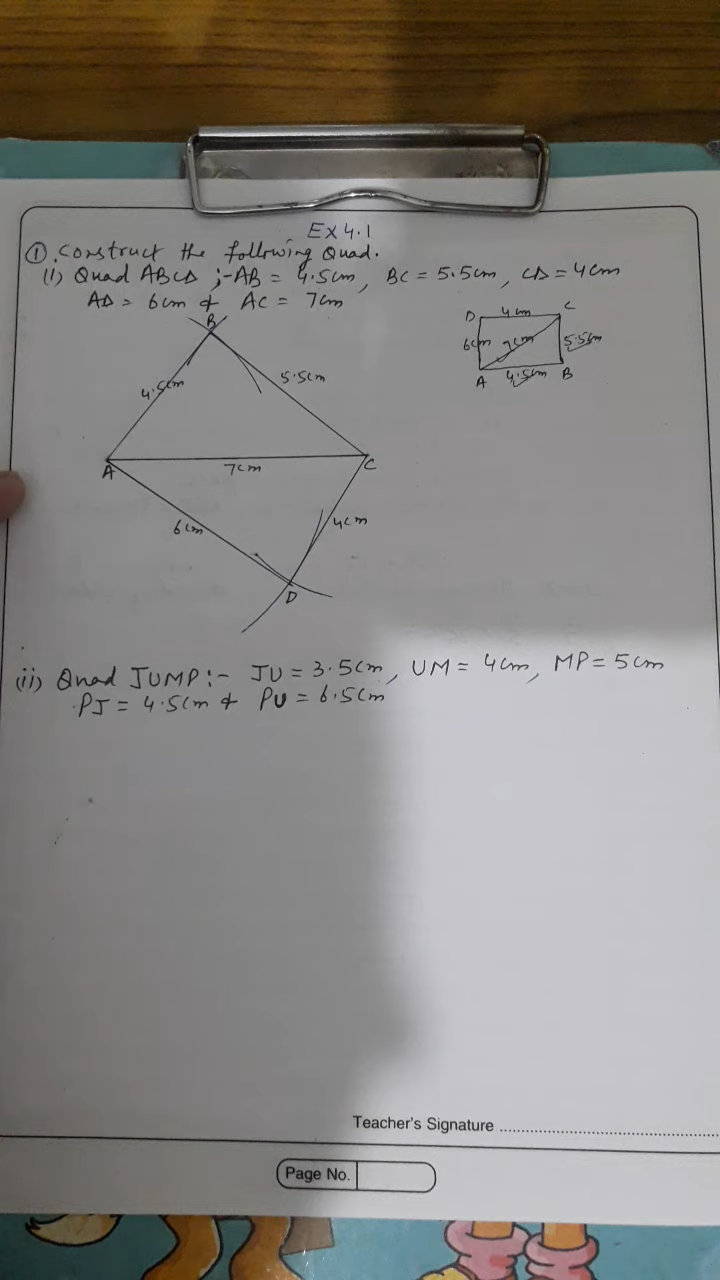 Ex 4.1
① Construct the following Quad.
(i) Quad ABCD :- AB = 4.5cm, BC = 5.5cm, CD = 4cm
AD = 6cm & AC = 7cm
D 4cm C
6cm 7cm 5.5cm
A 4.5cm B
B
4.5cm 5.5cm
A 7cm C
6cm 4cm
D
(ii) Quad JUMP :- JU = 3.5cm, UM = 4cm, MP = 5cm
PJ = 4.5cm & PU = 6.5cm
Teacher's Signature ........................................
Page No.